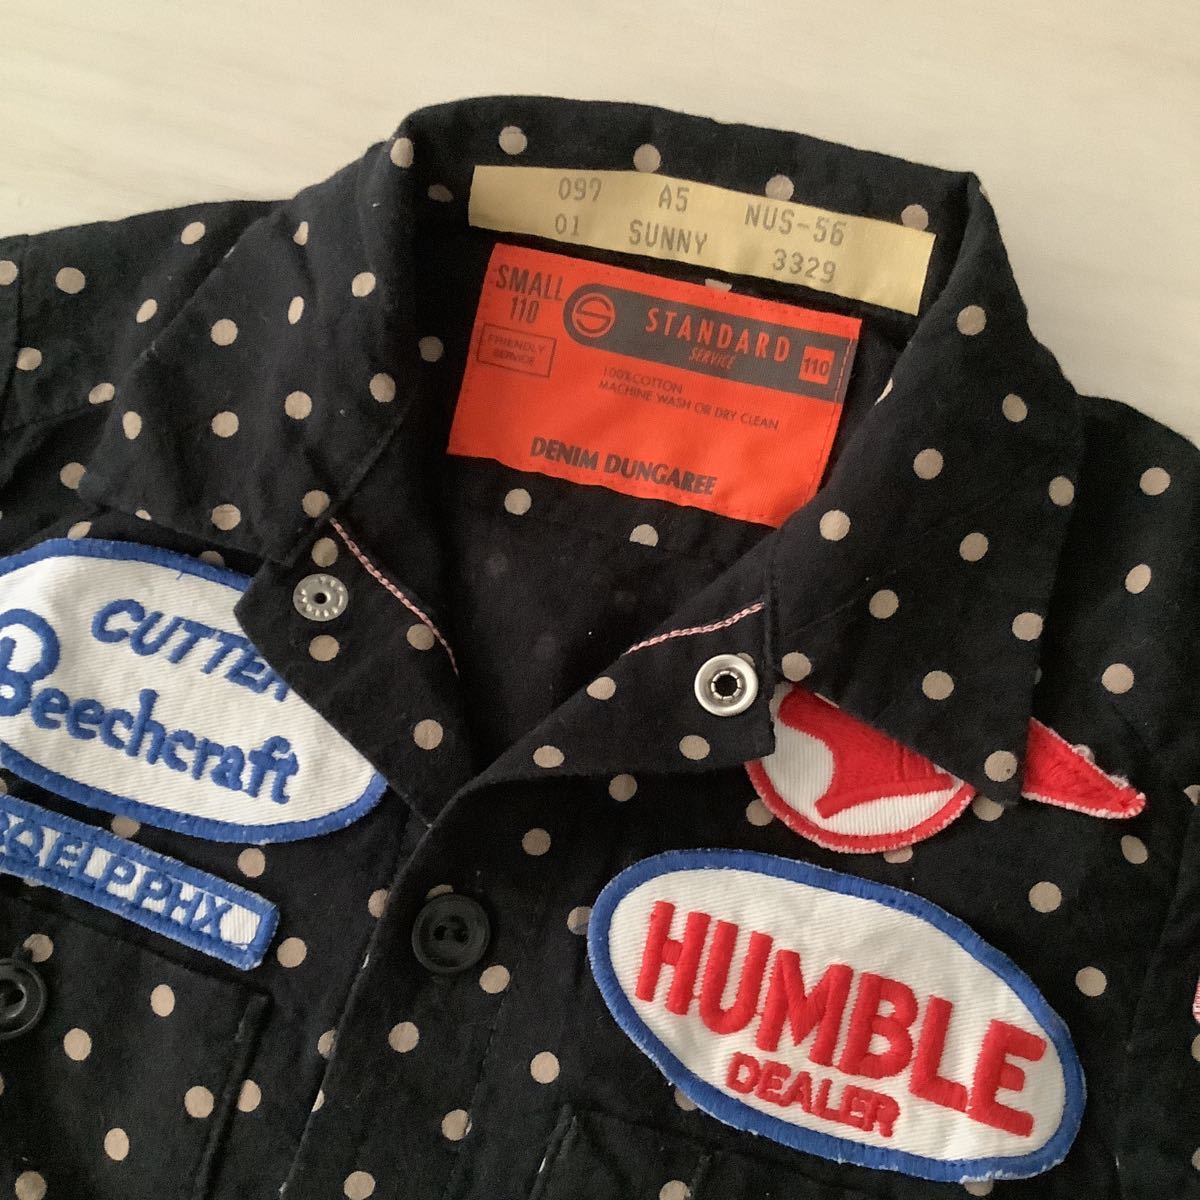 097 A5 NUS-56
01 SUNNY 3329
SMALL
110
STANDARD
SERVICE
110
FRIENDLY
SERVICE
100% COTTON
MACHINE WASH OR DRY CLEAN
DENIM DUNGAREE
CUTTER
Beechcraft
HUMBLE
DEALER